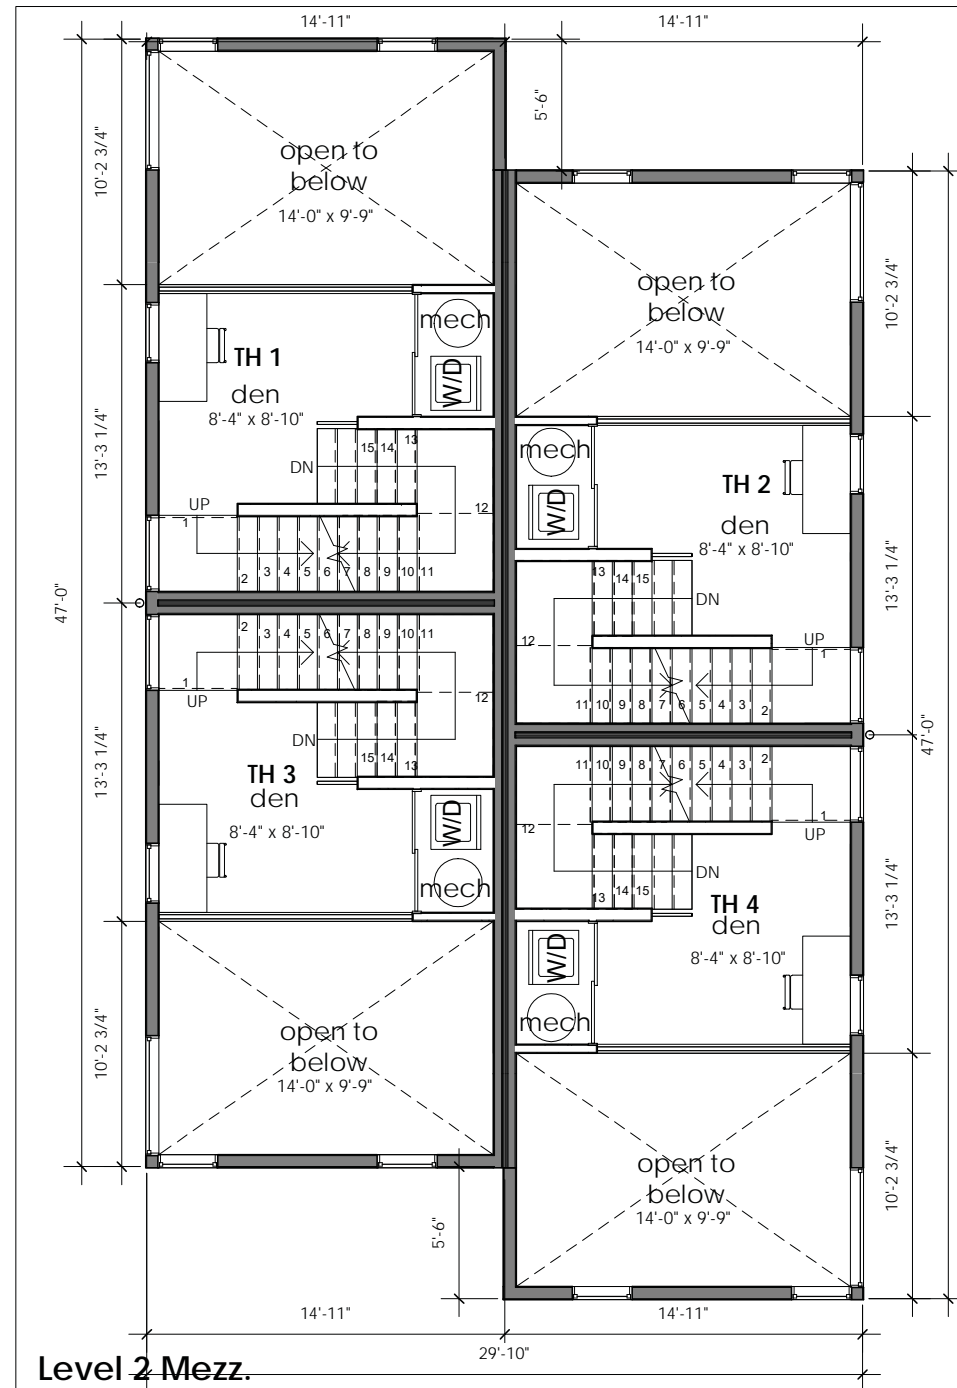 14'-11" 14'-11"
5'-6"
10'-2 3/4"
open to
below
14'-0" x 9'-9"
open to
below
14'-0" x 9'-9"
10'-2 3/4"
mech
W/D
TH 1
den
8'-4" x 8'-10"
13'-3 1/4"
15 14 13
DN
12
UP
1
2 3 4 5 6 7 8 9 10 11
mech
W/D
TH 2
den
8'-4" x 8'-10"
13'-3 1/4"
13 14 15
DN
12
UP
1
11 10 9 8 7 6 5 4 3 2
47'-0"
47'-0"
2 3 4 5 6 7 8 9 10 11
1
UP
12
DN
15 14 13
13'-3 1/4"
TH 3
den
8'-4" x 8'-10"
W/D
mech
11 10 9 8 7 6 5 4 3 2
12
1
UP
DN
13 14 15
13'-3 1/4"
TH 4
den
8'-4" x 8'-10"
W/D
mech
10'-2 3/4"
open to
below
14'-0" x 9'-9"
open to
below
14'-0" x 9'-9"
10'-2 3/4"
5'-6"
14'-11" 14'-11"
29'-10"
Level 2 Mezz.